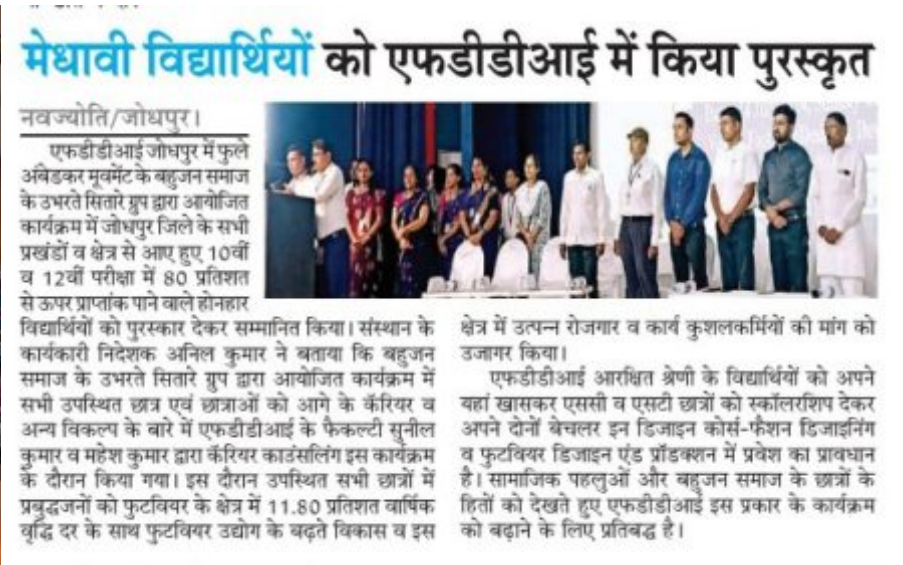 मेधावी विद्यार्थियों को एफडीडीआई में किया पुरस्कृत
नवज्योति/जोधपुर।
एफडीडीआई जोधपुर में फुले
अंबेडकर मूवमेंट के बहुजन समाज
के उभरते सितारे ग्रुप द्वारा आयोजित
कार्यक्रम में जोधपुर जिले के सभी
प्रखंडों व क्षेत्र से आए हुए 10वीं
व 12वीं परीक्षा में 80 प्रतिशत
से ऊपर प्राप्तांक पाने वाले होनहार
विद्यार्थियों को पुरस्कार देकर सम्मानित किया। संस्थान के
कार्यकारी निदेशक अनिल कुमार ने बताया कि बहुजन
समाज के उभरते सितारे ग्रुप द्वारा आयोजित कार्यक्रम में
सभी उपस्थित छात्र एवं छात्राओं को आगे के कॅरियर व
अन्य विकल्प के बारे में एफडीडीआई के फैकल्टी सुनील
कुमार व महेश कुमार द्वारा कॅरियर काउंसलिंग इस कार्यक्रम
के दौरान किया गया। इस दौरान उपस्थित सभी छात्रों में
प्रबुद्धजनों को फुटवियर के क्षेत्र में 11.80 प्रतिशत वार्षिक
वृद्धि दर के साथ फुटवियर उद्योग के बढ़ते विकास व इस
क्षेत्र में उत्पन्न रोजगार व कार्य कुशलकर्मियों की मांग को
उजागर किया।
एफडीडीआई आरक्षित श्रेणी के विद्यार्थियों को अपने
यहां खासकर एससी व एसटी छात्रों को स्कॉलरशिप देकर
अपने दोनों बेचलर इन डिजाइन कोर्स-फैशन डिजाइनिंग
व फुटवियर डिजाइन एंड प्रॉडक्शन में प्रवेश का प्रावधान
है। सामाजिक पहलुओं और बहुजन समाज के छात्रों के
हितों को देखते हुए एफडीडीआई इस प्रकार के कार्यक्रम
को बढ़ाने के लिए प्रतिबद्ध है।